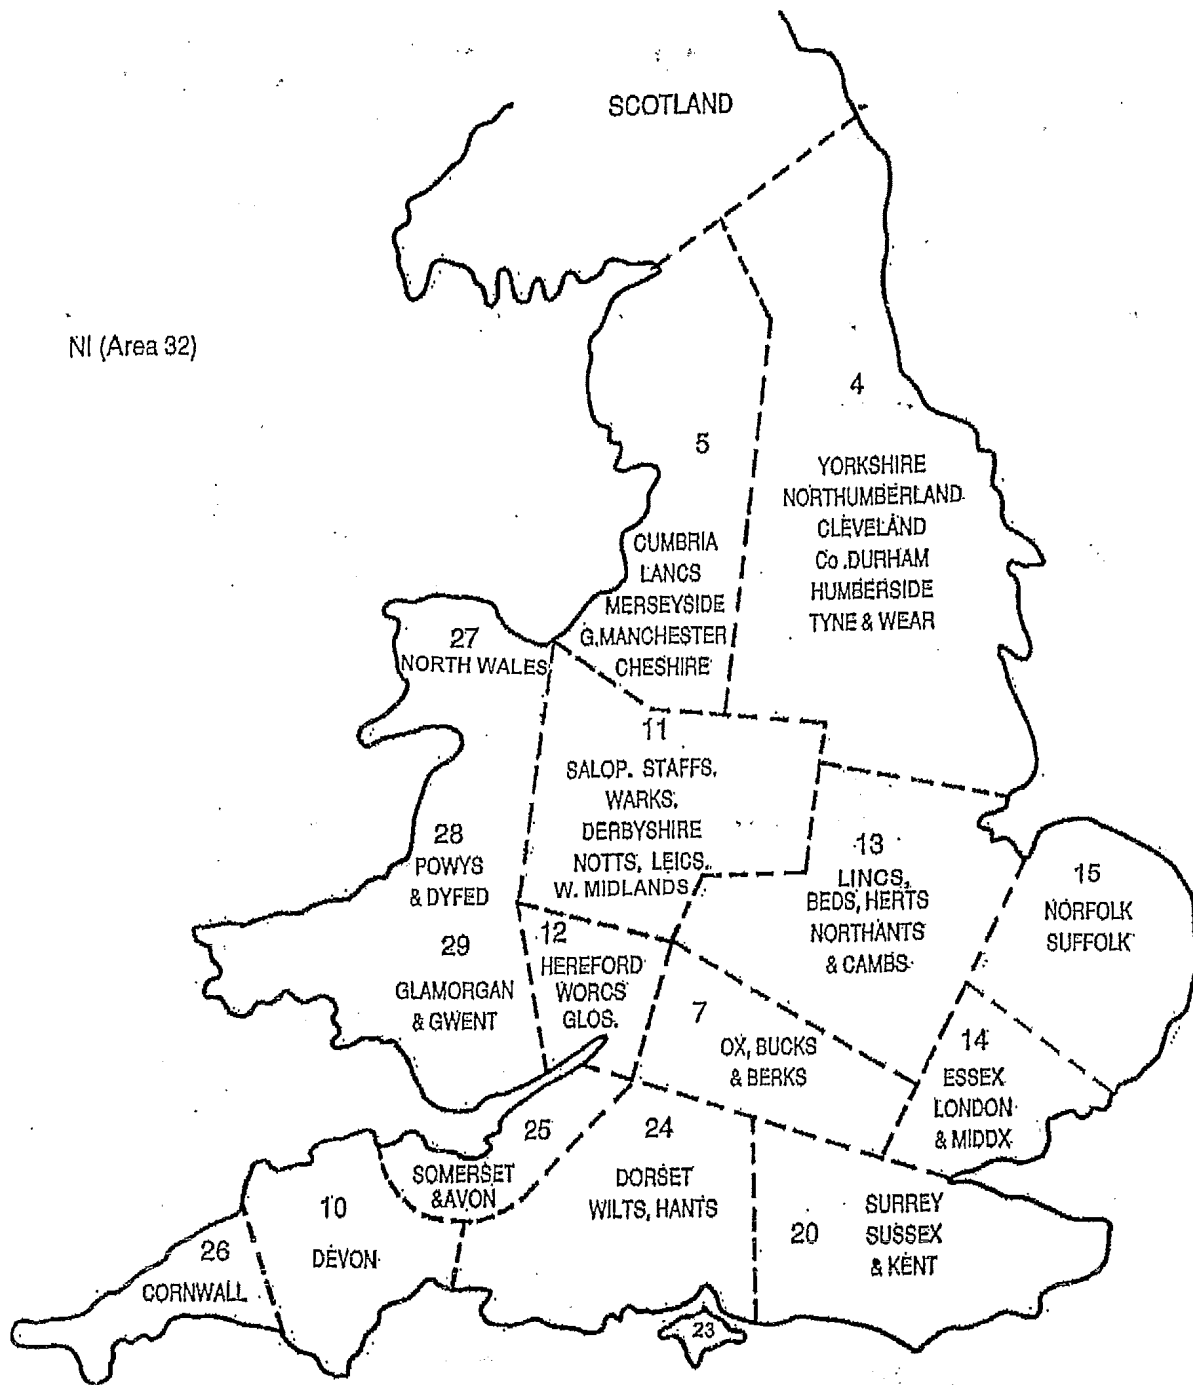 SCOTLAND
NI (Area 32)
4
YORKSHIRE
NORTHUMBERLAND
CLEVELAND
Co.DURHAM
HUMBERSIDE
TYNE & WEAR
5
CUMBRIA
LANCS
MERSEYSIDE
G.MANCHESTER
CHESHIRE
27
NORTH WALES
11
SALOP. STAFFS,
WARKS,
DERBYSHIRE
NOTTS, LEICS,
W. MIDLANDS
28
POWYS
& DYFED
13
LINCS,
BEDS, HERTS
NORTHANTS
& CAMBS
15
NORFOLK
SUFFOLK
29
GLAMORGAN
& GWENT
12
HEREFORD
WORCS
GLOS.
7
OX, BUCKS
& BERKS
14
ESSEX
LONDON
& MIDDX
25
SOMERSET
&AVON
24
DORSET
WILTS, HANTS
10
DEVON
20
SURREY
SUSSEX
& KENT
26
CORNWALL
23